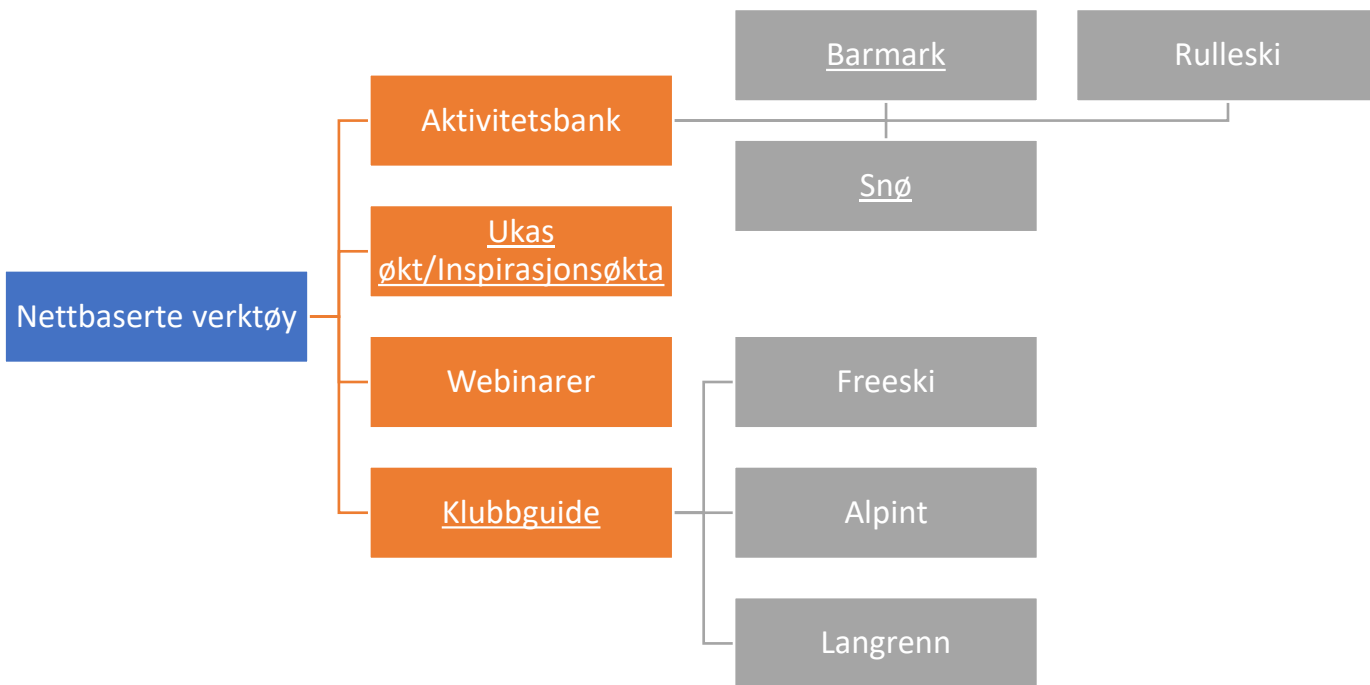 Nettbaserte verktøy
Aktivitetsbank
Barmark
Rulleski
Snø
Ukas
økt/Inspirasjonsøkta
Webinarer
Klubbguide
Freeski
Alpint
Langrenn